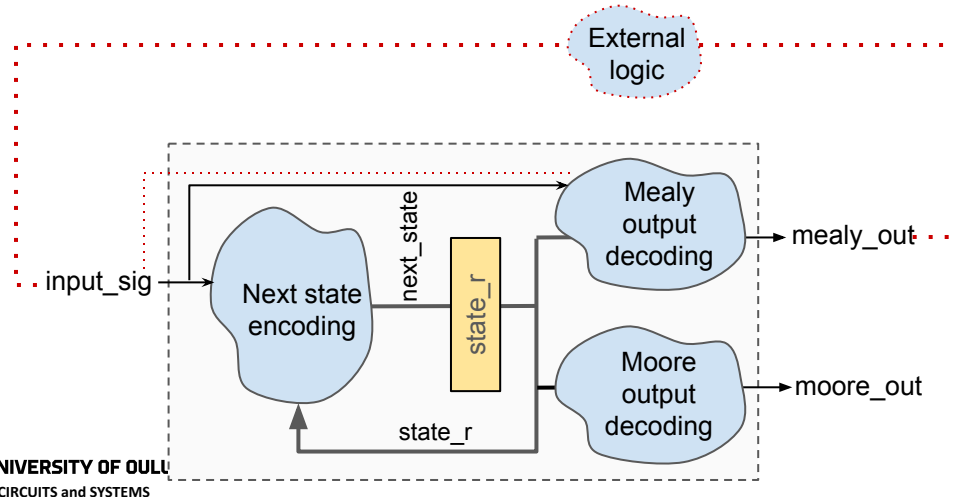 External
logic
Mealy
output
decoding
next_state
mealy_out
input_sig
Next state
encoding
state_r
Moore
output
decoding
moore_out
state_r
NIVERSITY OF OUL
CIRCUITS and SYSTEMS